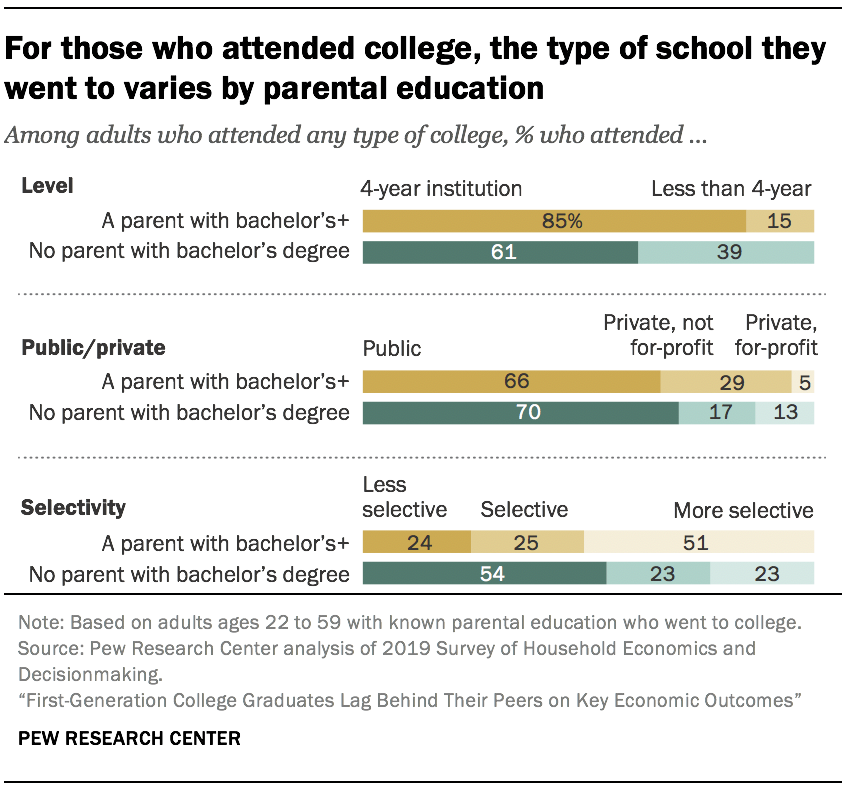 For those who attended college, the type of school they
went to varies by parental education
Among adults who attended any type of college, % who attended ...
Level 4-year institution Less than 4-year
A parent with bachelor's+ 85% 15
No parent with bachelor's degree 61 39
Private, not Private,
Public/private Public for-profit for-profit
A parent with bachelor's+ 66 29 5
No parent with bachelor's degree 70 17 13
Less
Selectivity selective Selective More selective
A parent with bachelor's+ 24 25 51
No parent with bachelor's degree 54 23 23
Note: Based on adults ages 22 to 59 with known parental education who went to college.
Source: Pew Research Center analysis of 2019 Survey of Household Economics and
Decisionmaking.
“First-Generation College Graduates Lag Behind Their Peers on Key Economic Outcomes”
PEW RESEARCH CENTER